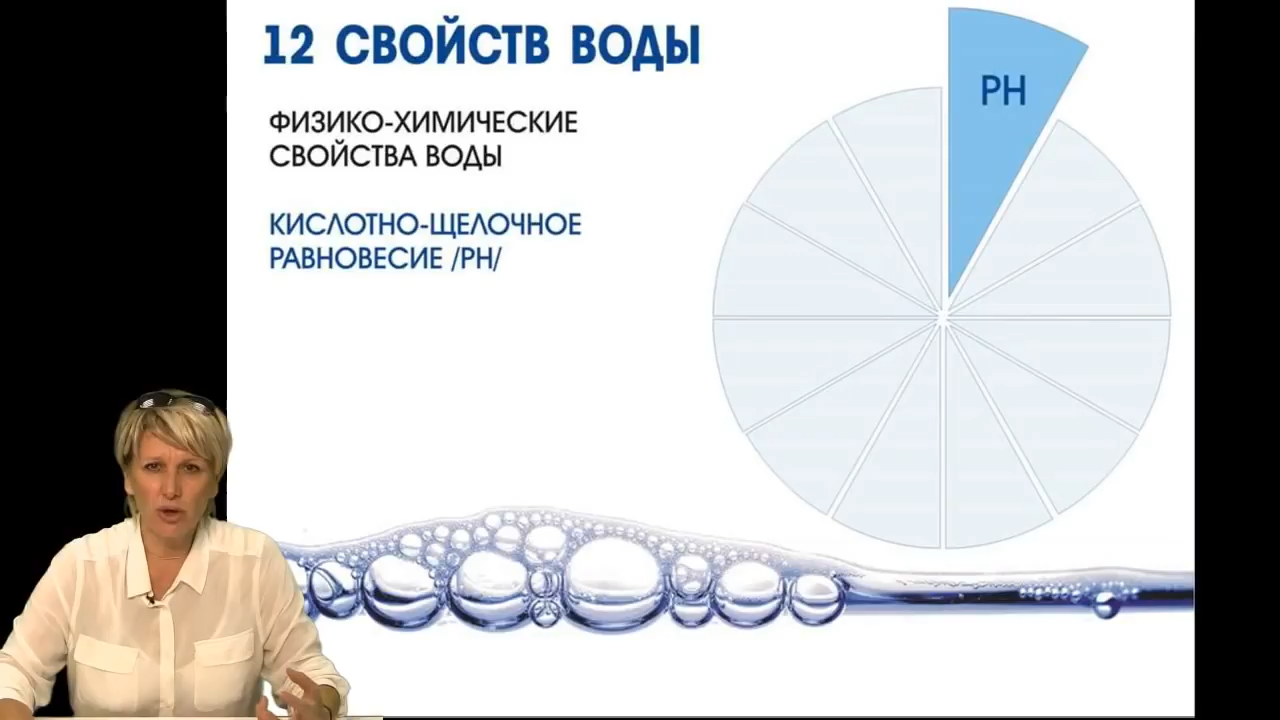 12 СВОЙСТВ ВОДЫ
ФИЗИКО-ХИМИЧЕСКИЕ
СВОЙСТВА ВОДЫ
КИСЛОТНО-ЩЕЛОЧНОЕ
РАВНОВЕСИЕ /PH/
PH